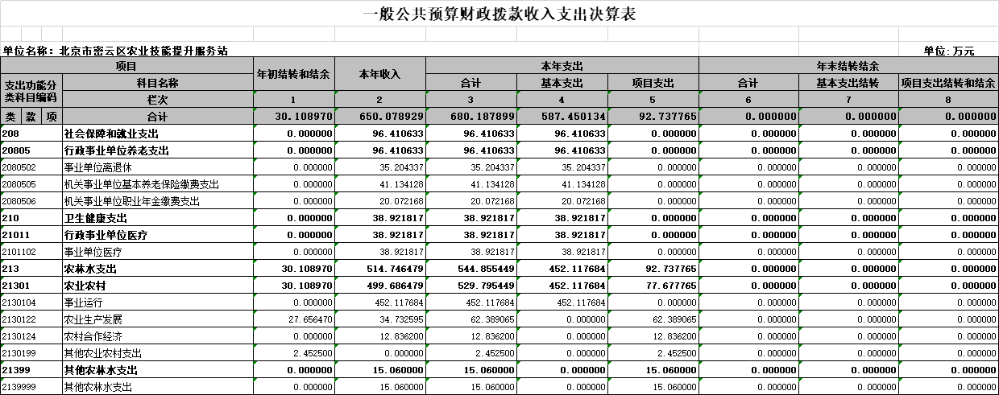 一般公共预算财政拨款收入支出决算表
单位名称：北京市密云区农业技能提升服务站 单位:万元
项目 年初结转和结余 本年收入 本年支出 年末结转结余
支出功能分类科目编码 科目名称 合计 基本支出 项目支出 合计 基本支出结转 项目支出结转和结余
栏次 1 2 3 4 5 6 7 8
类 款 项 合计 30.108970 650.078929 680.187899 587.450134 92.737765 0.000000 0.000000 0.000000
208 社会保障和就业支出 0.000000 96.410633 96.410633 96.410633 0.000000 0.000000 0.000000 0.000000
20805 行政事业单位养老支出 0.000000 96.410633 96.410633 96.410633 0.000000 0.000000 0.000000 0.000000
2080502 事业单位离退休 0.000000 35.204337 35.204337 35.204337 0.000000 0.000000 0.000000 0.000000
2080505 机关事业单位基本养老保险缴费支出 0.000000 41.134128 41.134128 41.134128 0.000000 0.000000 0.000000 0.000000
2080506 机关事业单位职业年金缴费支出 0.000000 20.072168 20.072168 20.072168 0.000000 0.000000 0.000000 0.000000
210 卫生健康支出 0.000000 38.921817 38.921817 38.921817 0.000000 0.000000 0.000000 0.000000
21011 行政事业单位医疗 0.000000 38.921817 38.921817 38.921817 0.000000 0.000000 0.000000 0.000000
2101102 事业单位医疗 0.000000 38.921817 38.921817 38.921817 0.000000 0.000000 0.000000 0.000000
213 农林水支出 30.108970 514.746479 544.855449 452.117684 92.737765 0.000000 0.000000 0.000000
21301 农业农村 30.108970 499.686479 529.795449 452.117684 77.677765 0.000000 0.000000 0.000000
2130104 事业运行 0.000000 452.117684 452.117684 452.117684 0.000000 0.000000 0.000000 0.000000
2130122 农业生产发展 27.656470 34.732595 62.389065 0.000000 62.389065 0.000000 0.000000 0.000000
2130124 农村合作经济 0.000000 12.836200 12.836200 0.000000 12.836200 0.000000 0.000000 0.000000
2130199 其他农业农村支出 2.452500 0.000000 2.452500 0.000000 2.452500 0.000000 0.000000 0.000000
21399 其他农林水支出 0.000000 15.060000 15.060000 0.000000 15.060000 0.000000 0.000000 0.000000
2139999 其他农林水支出 0.000000 15.060000 15.060000 0.000000 15.060000 0.000000 0.000000 0.000000